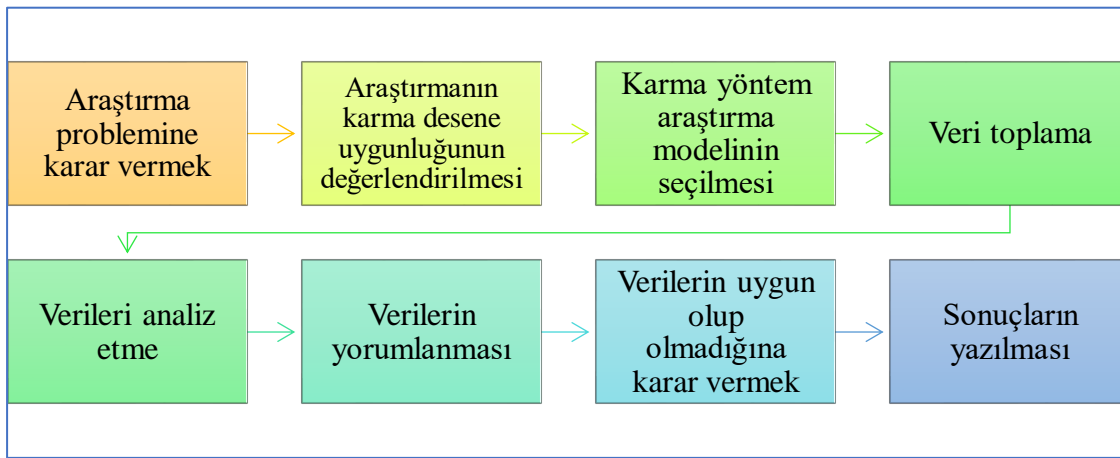 Araştırma
problemine
karar vermek
Araştırmanın
karma desene
uygunluğunun
değerlendirilmesi
Karma yöntem
araştırma
modelinin
seçilmesi
Veri toplama
Verileri analiz
etme
Verilerin
yorumlanması
Verilerin uygun
olup
olmadığına
karar vermek
Sonuçların
yazılması